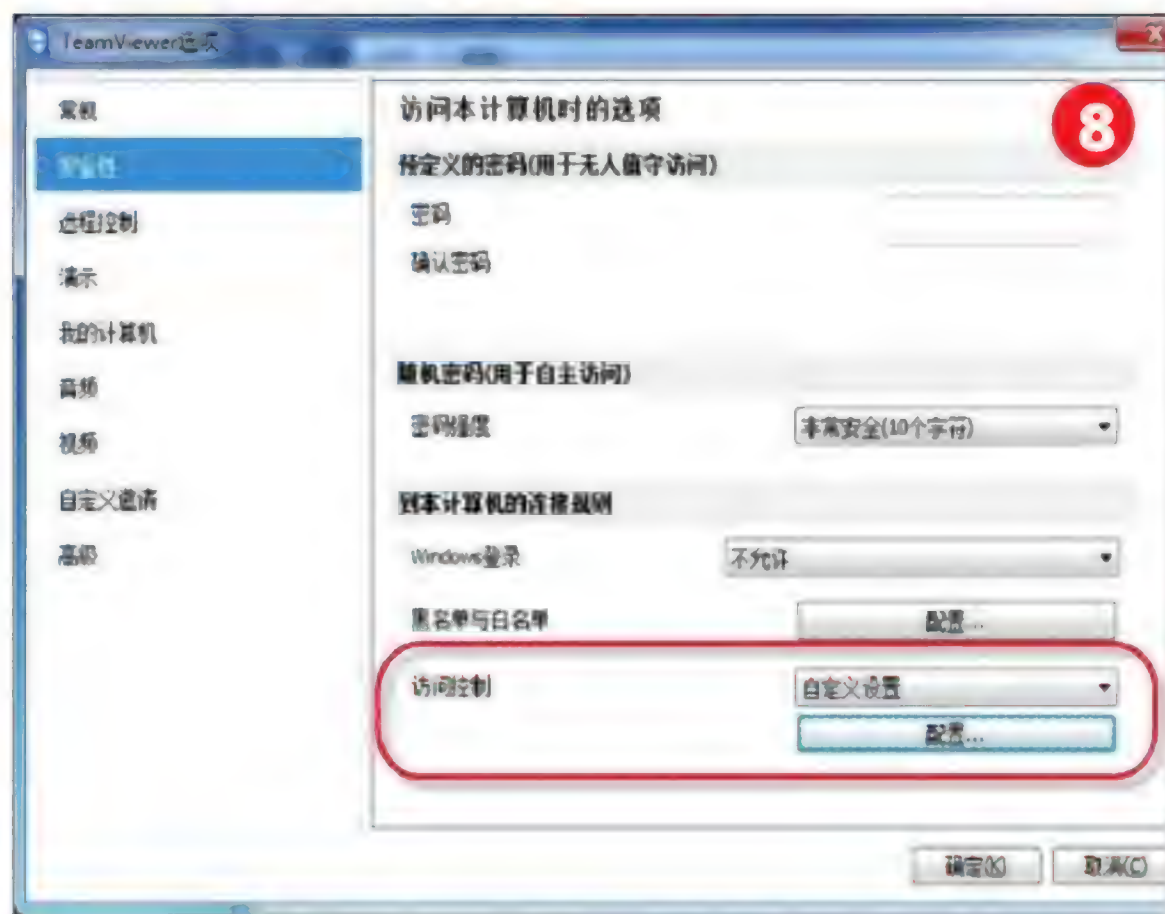 TeamViewer选项
8
常规
安全性
远程控制
演示
我的计算机
音频
视频
自定义邀请
高级
访问本计算机时的选项
预定义的密码(用于无人值守访问)
密码
确认密码
随机密码(用于自主访问)
密码强度 非常安全(10个字符)
到本计算机的连接规则
Windows登录 不允许
黑名单与白名单 配置...
访问控制 自定义设置
配置...
确定(K) 取消(C)